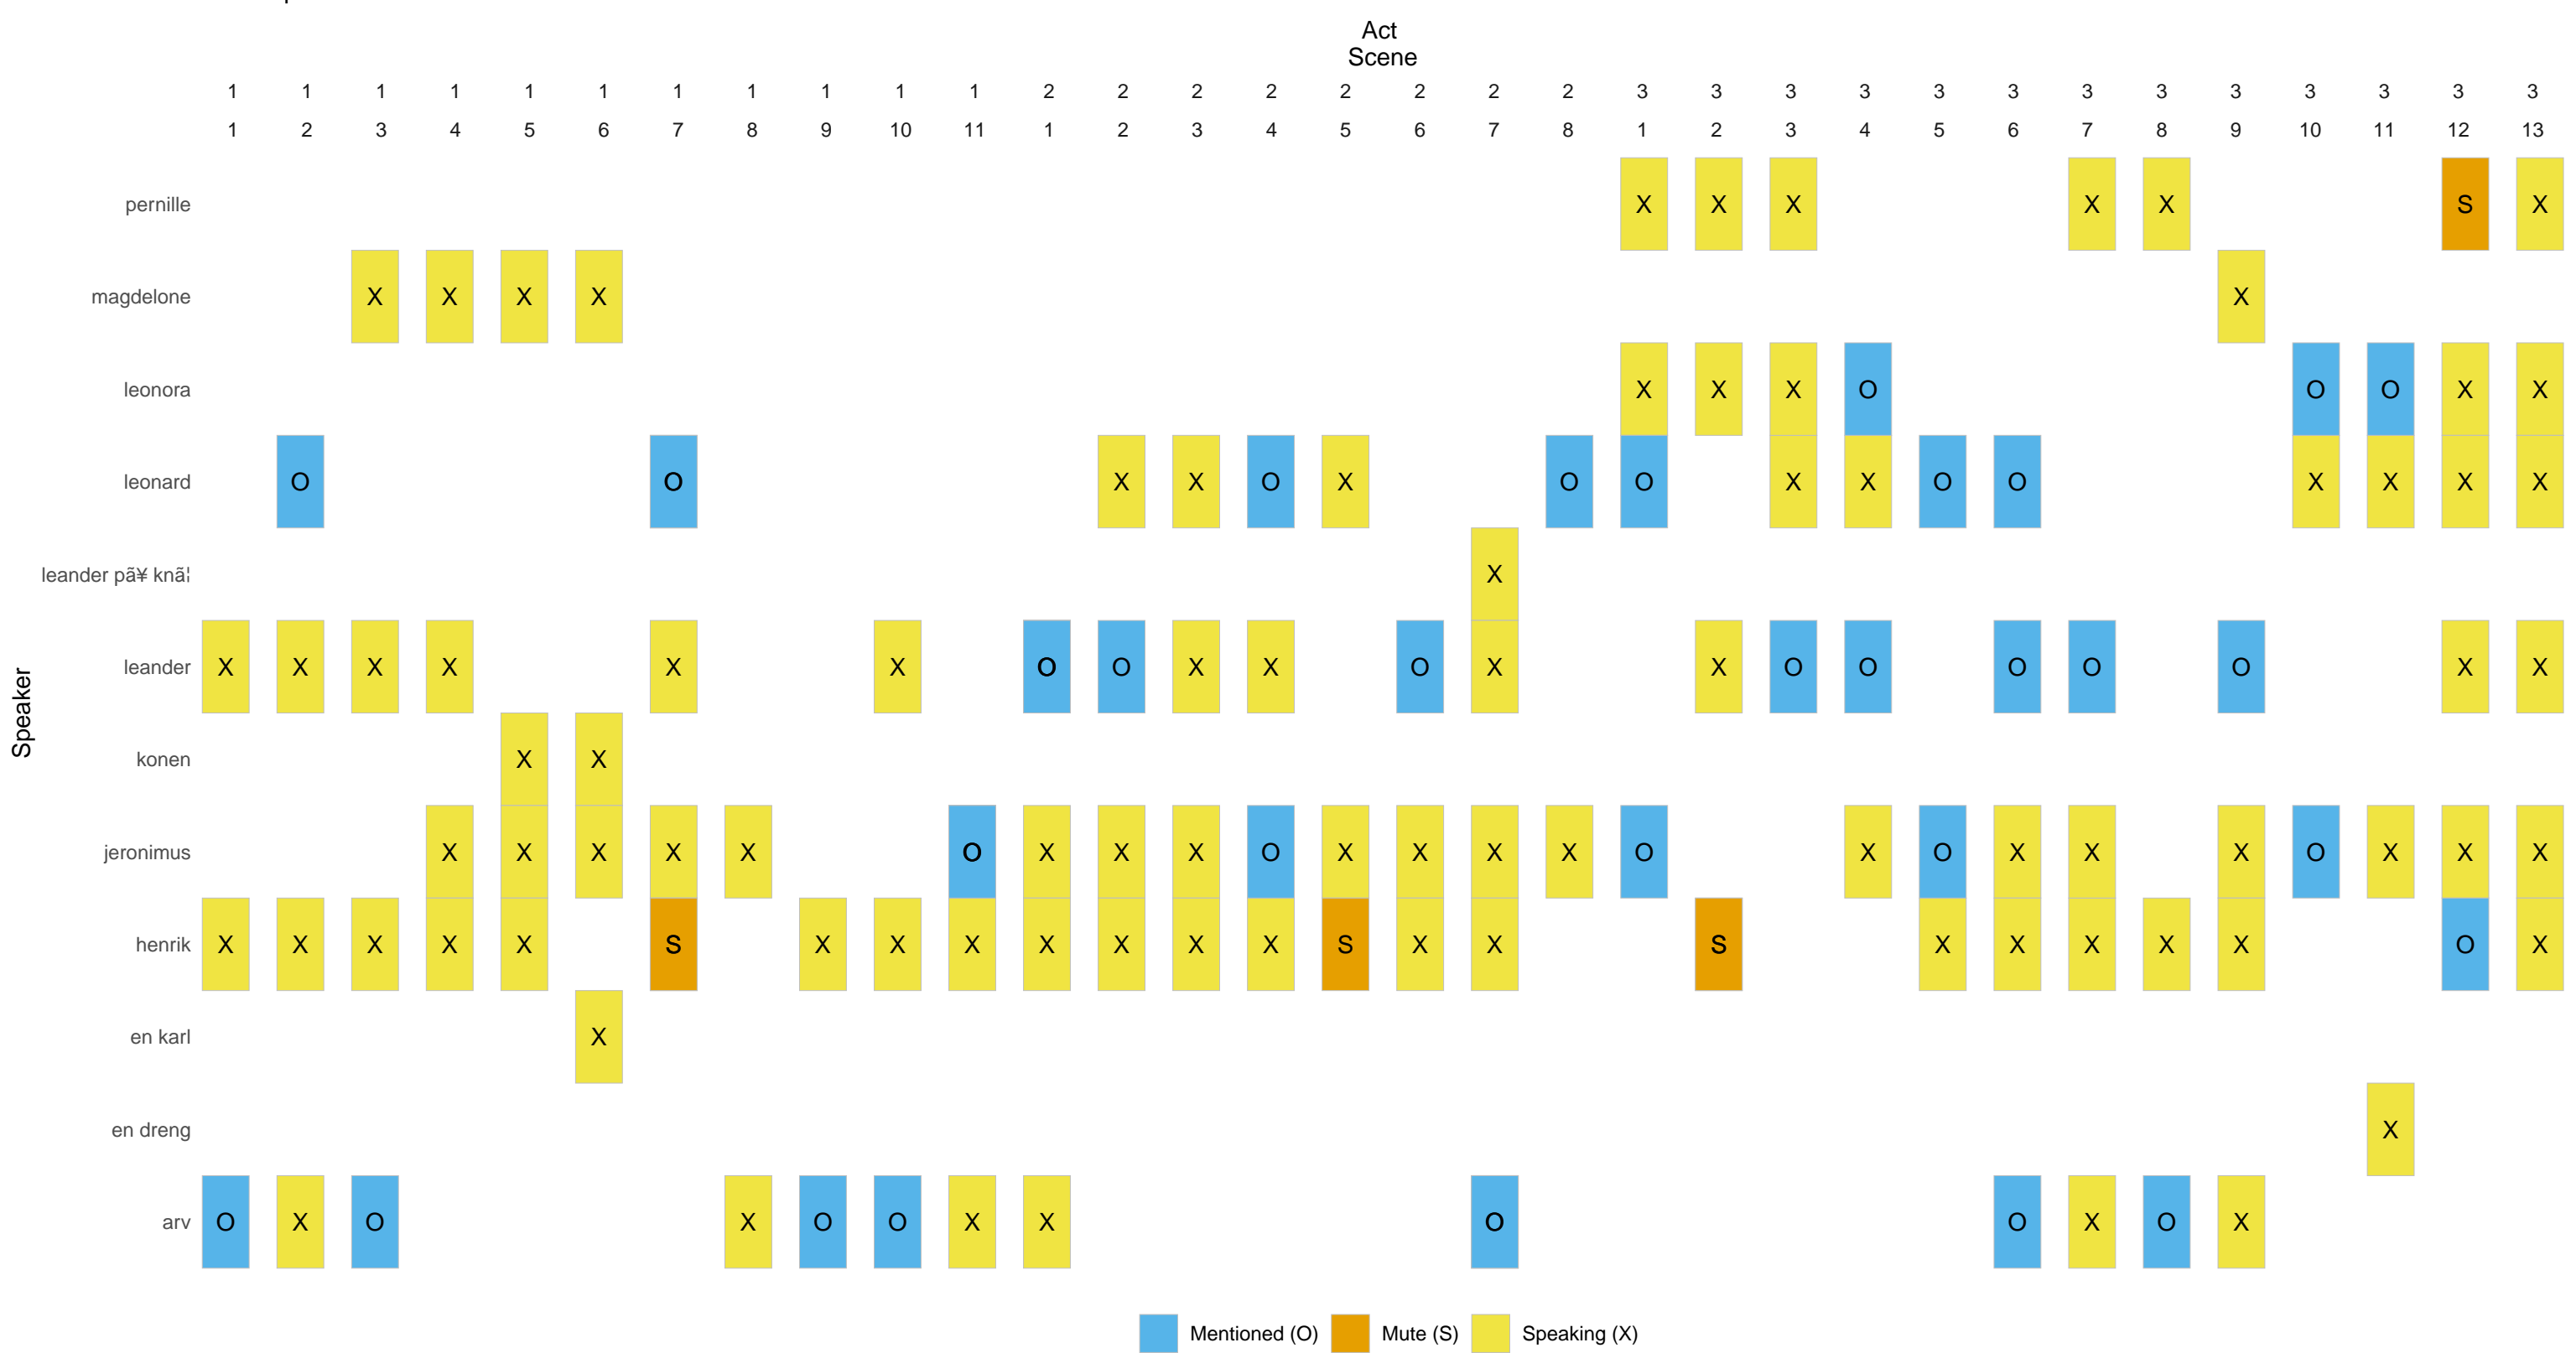 Act
Scene
1 1 1 1 1 1 1 1 1 1 1 2 2 2 2 2 2 2 2 3 3 3 3 3 3 3 3 3 3 3 3 3
1 2 3 4 5 6 7 8 9 10 11 1 2 3 4 5 6 7 8 1 2 3 4 5 6 7 8 9 10 11 12 13
pernille X X X X X S X
magdelone X X X X X
leonora X X X O O O X X
leonard O O X X O X O O X X O O X X X X
leander pã¥ knã¦ X
leander X X X X X X O O X X O X X O O O O O X X
konen X X
jeronimus X X X X X O X X X O X X X X O X O X X X O X X X
henrik X X X X X S X X X X X X X S X X S X X X X X O X
en karl X
en dreng X
arv O X O X O O X X O O X O X
Speaker
Mentioned (O) Mute (S) Speaking (X)